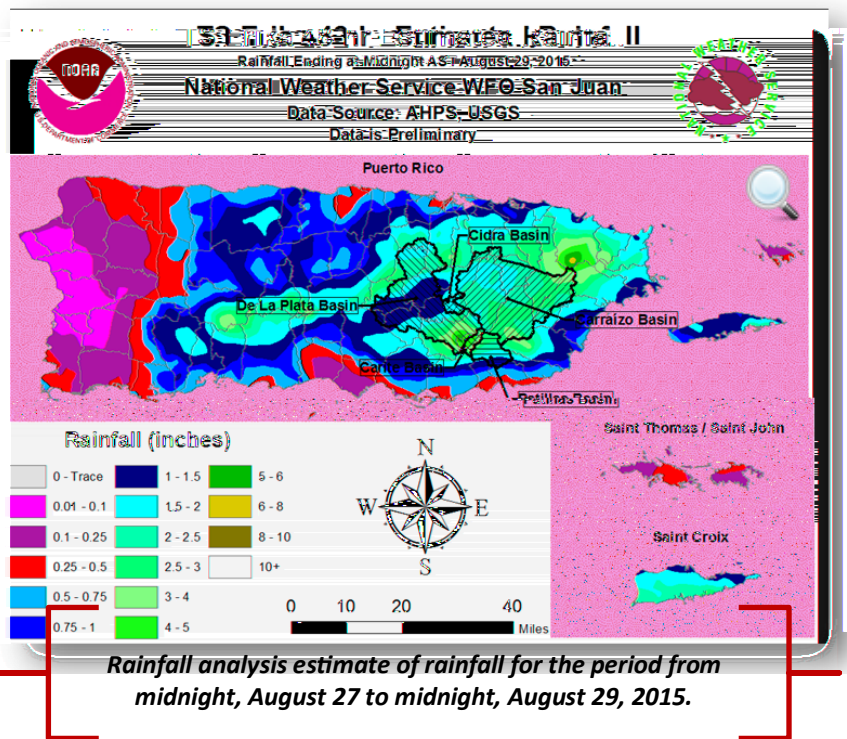 Rainfall Ending at Midnight AST August 29, 2015
National Weather Service WFO San Juan
Data Source: AHPS, USGS
Data is Preliminary
NOAA
NATIONAL WEATHER SERVICE
Puerto Rico
Cidra Basin
De La Plata Basin
Carraizo Basin
Carite Basin
Patillas Basin
Rainfall (inches)
0 - Trace
0.01 - 0.1
0.1 - 0.25
0.25 - 0.5
0.5 - 0.75
0.75 - 1
1 - 1.5
1.5 - 2
2 - 2.5
2.5 - 3
3 - 4
4 - 5
5 - 6
6 - 8
8 - 10
10+
N
W
E
S
0 10 20 40
Miles
Saint Thomas / Saint John
Saint Croix
Rainfall analysis estimate of rainfall for the period from
midnight, August 27 to midnight, August 29, 2015.